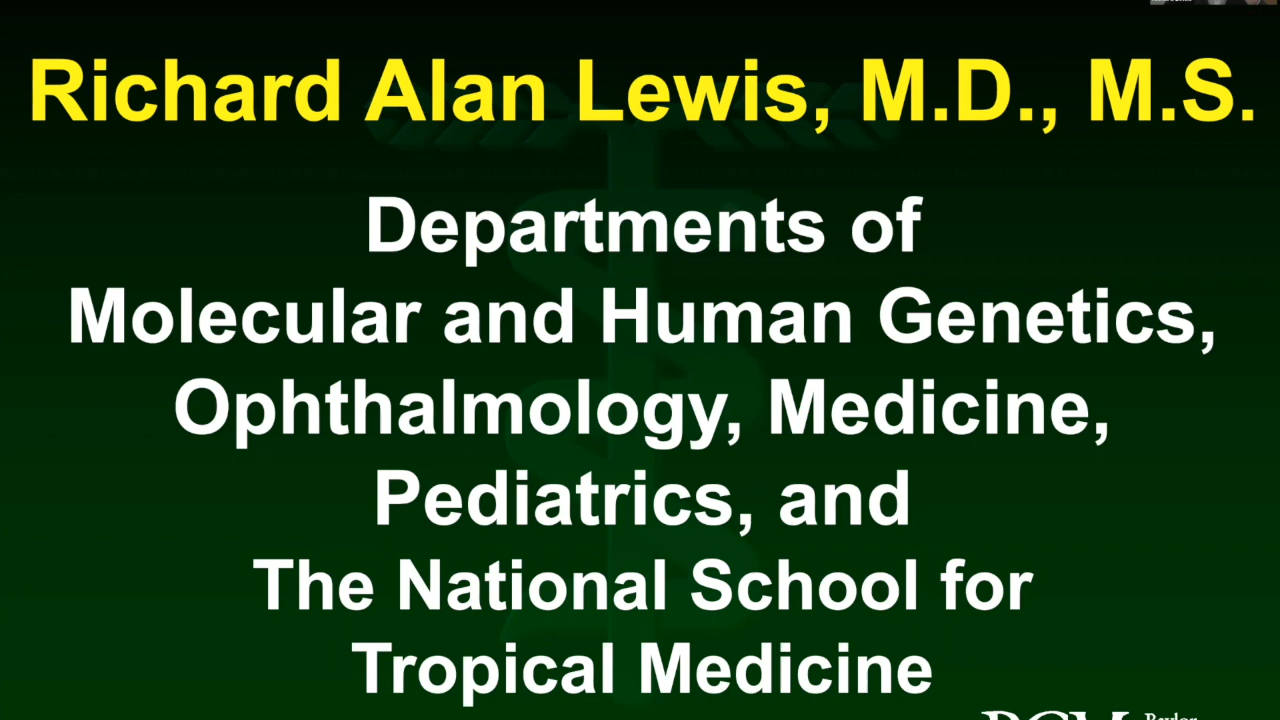 Richard Alan Lewis, M.D., M.S.
Departments of
Molecular and Human Genetics,
Ophthalmology, Medicine,
Pediatrics, and
The National School for
Tropical Medicine